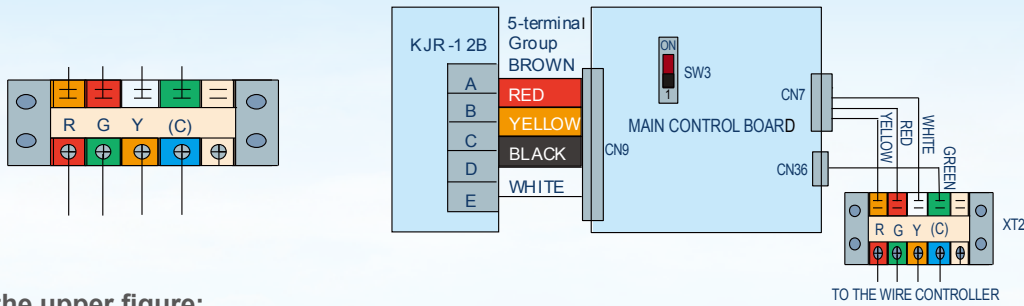 R G Y (C)
KJR-12B
A
B
C
D
E
5-terminal
Group
BROWN
RED
YELLOW
BLACK
WHITE
CN9
ON
1
SW3
MAIN CONTROL BOARD
CN7
CN36
YELLOW
RED
WHITE
GREEN
R G Y (C)
XT2
TO THE WIRE CONTROLLER
the upper figure: